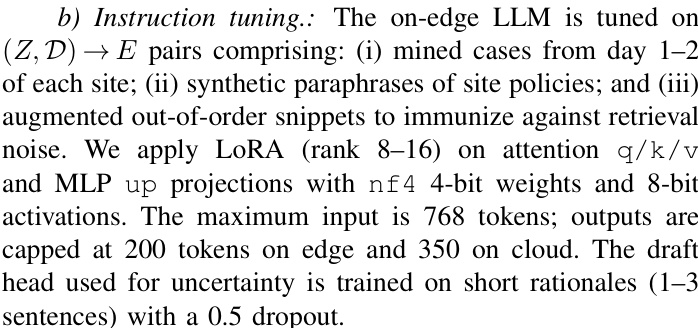 b) Instruction tuning.: The on-edge LLM is tuned on
(Z, 𝒟) → E pairs comprising: (i) mined cases from day 1–2
of each site; (ii) synthetic paraphrases of site policies; and (iii)
augmented out-of-order snippets to immunize against retrieval
noise. We apply LoRA (rank 8–16) on attention q/k/v
and MLP up projections with nf4 4-bit weights and 8-bit
activations. The maximum input is 768 tokens; outputs are
capped at 200 tokens on edge and 350 on cloud. The draft
head used for uncertainty is trained on short rationales (1–3
sentences) with a 0.5 dropout.